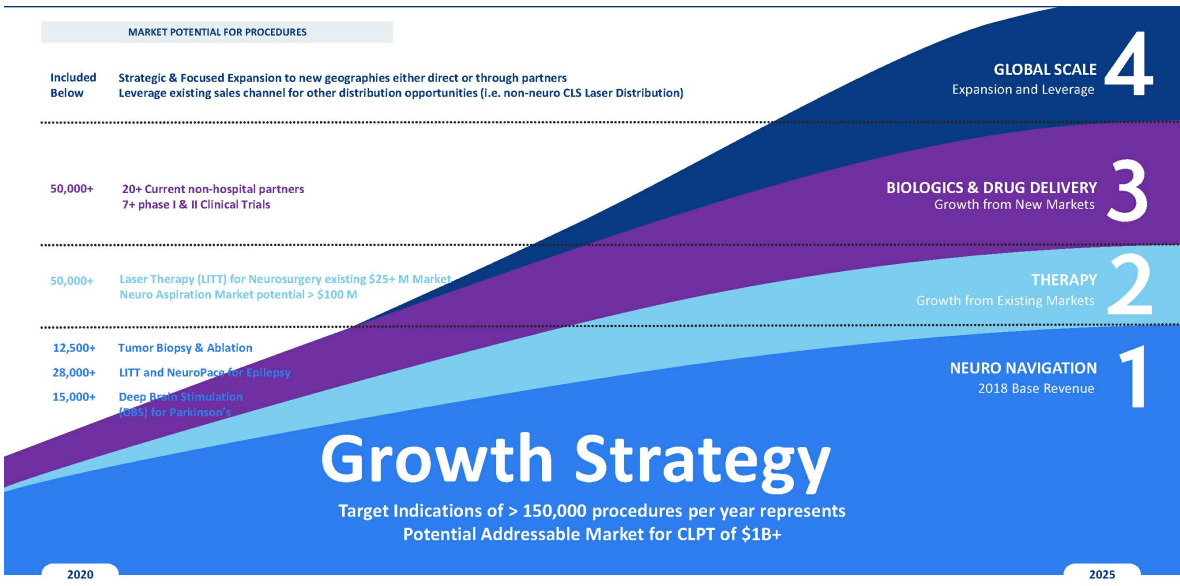 MARKET POTENTIAL FOR PROCEDURES
Included Below
Strategic & Focused Expansion to new geographies either direct or through partners
Leverage existing sales channel for other distribution opportunities (i.e. non-neuro CLS Laser Distribution)
GLOBAL SCALE
Expansion and Leverage
4
50,000+
20+ Current non-hospital partners
7+ phase I & II Clinical Trials
BIOLOGICS & DRUG DELIVERY
Growth from New Markets
3
50,000+
Laser Therapy (LITT) for Neurosurgery existing $25+ M Market
Neuro Aspiration Market potential > $100 M
THERAPY
Growth from Existing Markets
2
12,500+ Tumor Biopsy & Ablation
28,000+ LITT and NeuroPace for Epilepsy
15,000+ Deep Brain Stimulation
(DBS) for Parkinson's
NEURO NAVIGATION
2018 Base Revenue
1
Growth Strategy
Target Indications of > 150,000 procedures per year represents
Potential Addressable Market for CLPT of $1B+
2020
2025